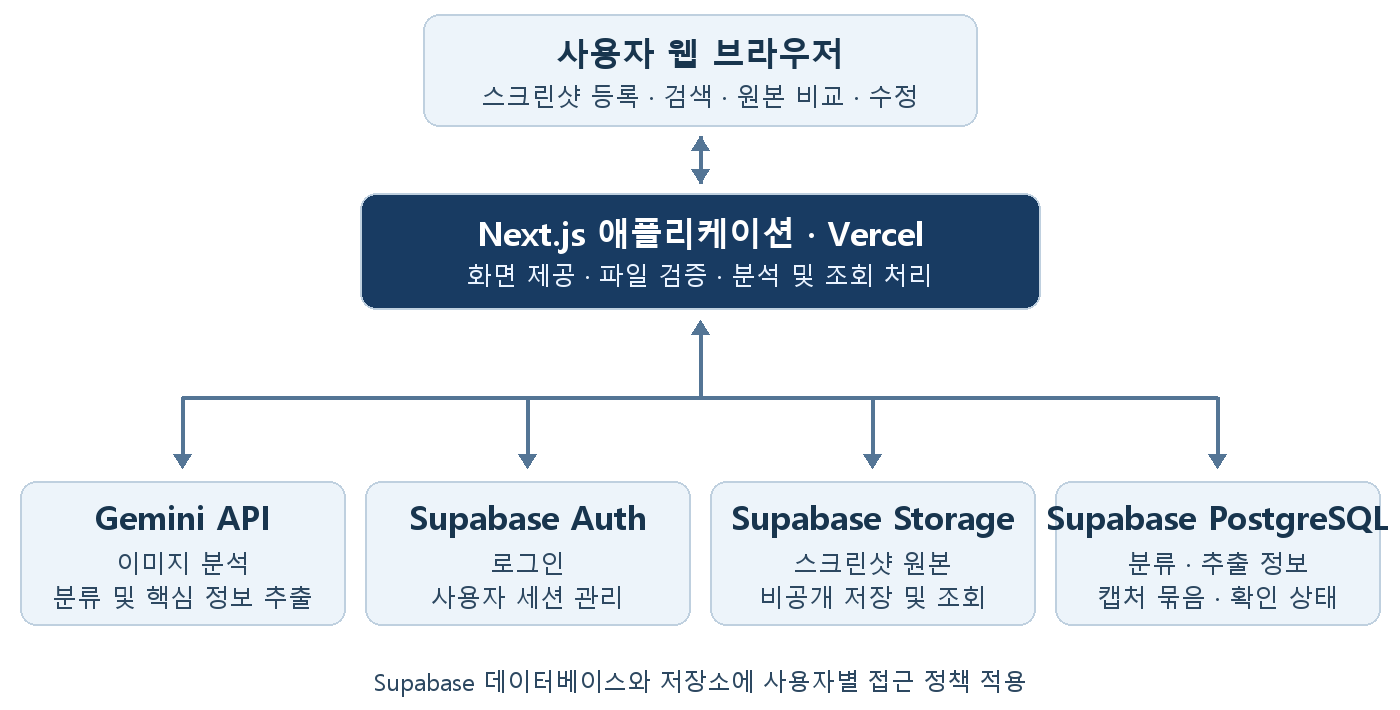 사용자 웹 브라우저
스크린샷 등록 · 검색 · 원본 비교 · 수정
Next.js 애플리케이션 · Vercel
화면 제공 · 파일 검증 · 분석 및 조회 처리
Gemini API
이미지 분석
분류 및 핵심 정보 추출
Supabase Auth
로그인
사용자 세션 관리
Supabase Storage
스크린샷 원본
비공개 저장 및 조회
Supabase PostgreSQL
분류 · 추출 정보
캡처 묶음 · 확인 상태
Supabase 데이터베이스와 저장소에 사용자별 접근 정책 적용